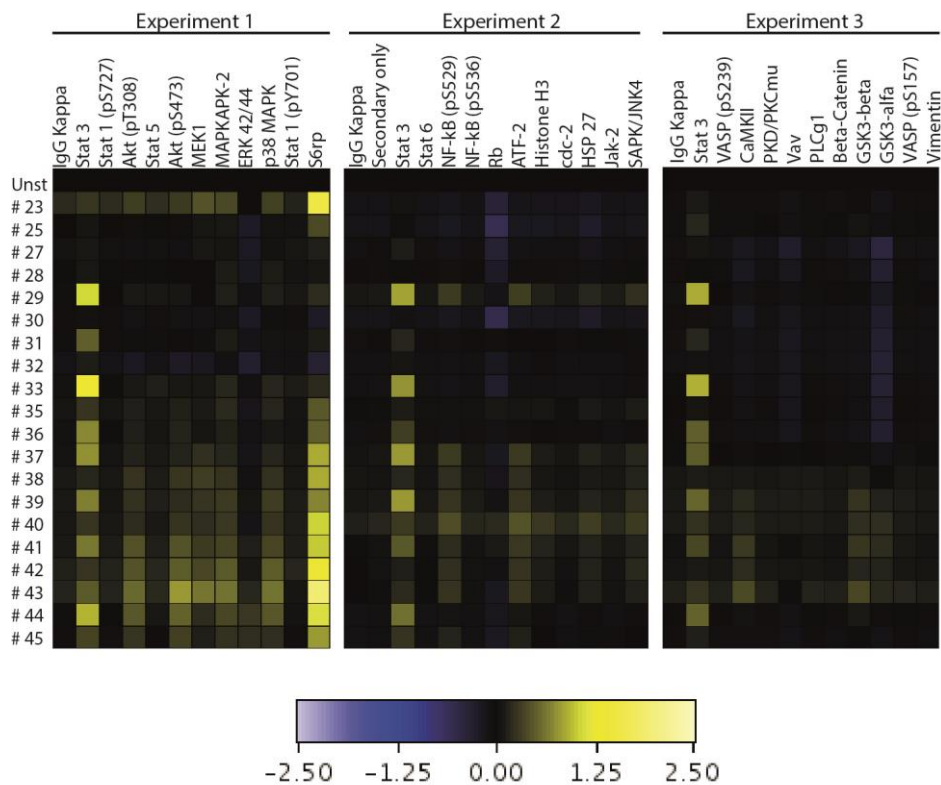 Experiment 1
Experiment 2
Experiment 3
IgG Kappa
Stat 3
Stat 1 (pS727)
Akt (pT308)
Stat 5
Akt (pS473)
MEK1
MAPKAPK-2
ERK 42/44
p38 MAPK
Stat 1 (pY701)
S6rp
IgG Kappa
Secondary only
Stat 3
Stat 6
NF-kB (pS529)
NF-kB (pS536)
Rb
ATF-2
Histone H3
cdc-2
HSP 27
Jak-2
SAPK/JNK4
IgG Kappa
Stat 3
VASP (pS239)
CaMKII
PKD/PKCmu
Vav
PLCg1
Beta-Catenin
GSK3-beta
GSK3-alfa
VASP (pS157)
Vimentin
Unst
# 23
# 25
# 27
# 28
# 29
# 30
# 31
# 32
# 33
# 35
# 36
# 37
# 38
# 39
# 40
# 41
# 42
# 43
# 44
# 45
-2.50 -1.25 0.00 1.25 2.50